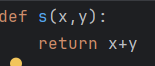 def s(x,y):
    return x+y